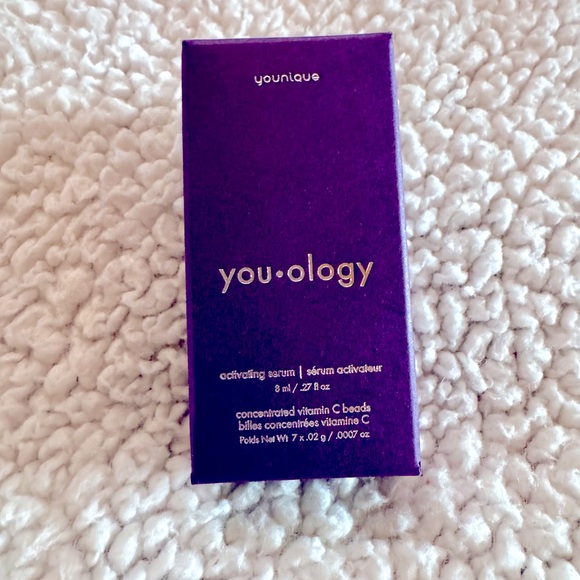 younique
you•ology
activating serum | sérum activateur
8 ml / .27 fl oz
concentrated vitamin C beads
billes concentrées vitamine C
Poids Net Wt 7 x .02 g / .0007 oz